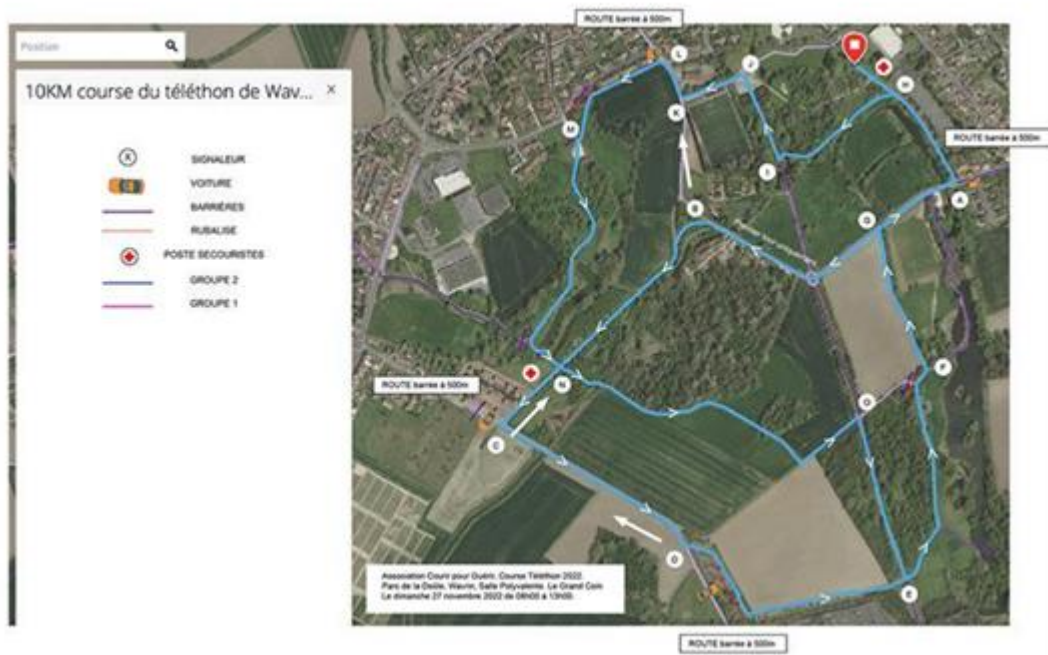 ROUTE barrée à 500m
Position
10KM course du téléthon de Wav... ×
SIGNALEUR
VOITURE
BARRIÈRES
RUBALISE
POSTE SECOURISTES
GROUPE 2
GROUPE 1
L
J
H
K
M
ROUTE barrée à 500m
I
A
B
G
F
ROUTE barrée à 500m
N
O
C
D
E
Association Courir pour Guérir. Course Téléthon 2022.
Parc de la Deûle, Wavrin, Salle Polyvalente. Le Grand Coin
Le dimanche 27 novembre 2022 de 08h00 à 13h00.
ROUTE barrée à 500m